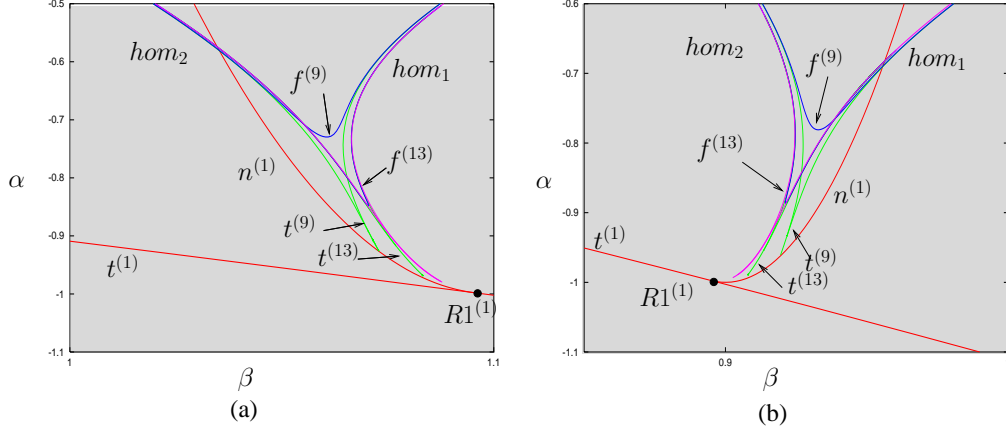 -0.5
-0.6
-0.7
-0.8
-0.9
-1
-1.1
α
hom₂
hom₁
f⁽⁹⁾
n⁽¹⁾
f⁽¹³⁾
t⁽⁹⁾
t⁽¹³⁾
t⁽¹⁾
R1⁽¹⁾
1
1.1
β
(a)
-0.5
-0.6
-0.7
-0.8
-0.9
-1
-1.1
α
hom₂
hom₁
f⁽⁹⁾
f⁽¹³⁾
n⁽¹⁾
t⁽¹⁾
t⁽⁹⁾
t⁽¹³⁾
R1⁽¹⁾
0.9
β
(b)